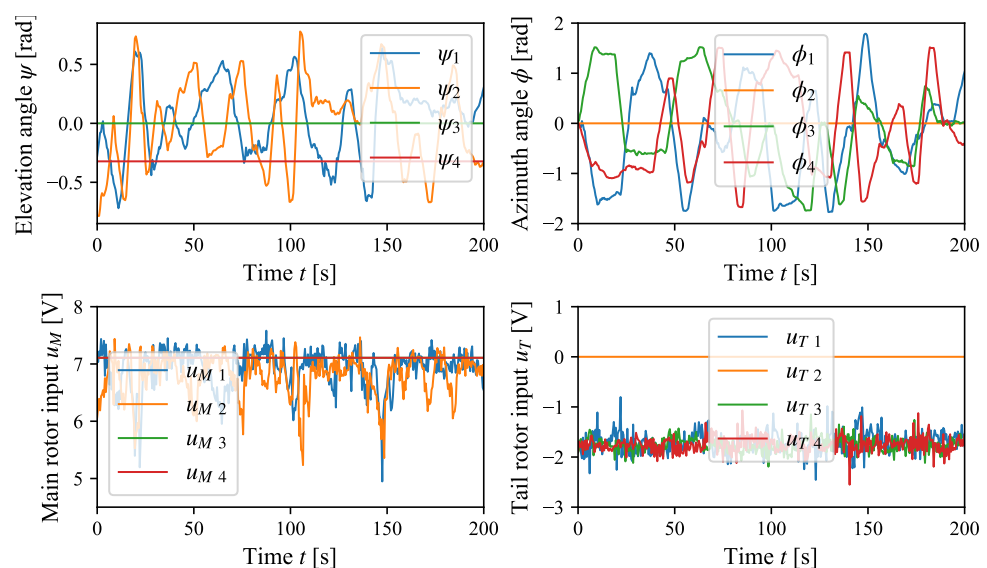 Elevation angle ψ [rad]
0.5
0.0
−0.5
0
50
100
150
200
Time t [s]
ψ1
ψ2
ψ3
ψ4
Azimuth angle ϕ [rad]
2
1
0
−1
−2
0
50
100
150
200
Time t [s]
ϕ1
ϕ2
ϕ3
ϕ4
Main rotor input uM [V]
8
7
6
5
0
50
100
150
200
Time t [s]
uM 1
uM 2
uM 3
uM 4
Tail rotor input uT [V]
1
0
−1
−2
−3
0
50
100
150
200
Time t [s]
uT 1
uT 2
uT 3
uT 4